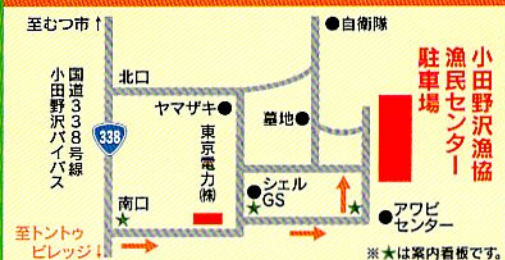 至むつ市↑
●自衛隊
小田野沢漁協
漁民センター
駐車場
国道338号線
小田野沢バイパス
北口
338
ヤマザキ●
墓地●
東京電力㈱
南口
★
●シェル
GS
★
★
●アワビ
センター
至トントゥ
ビレッジ↓
※★は案内看板です。